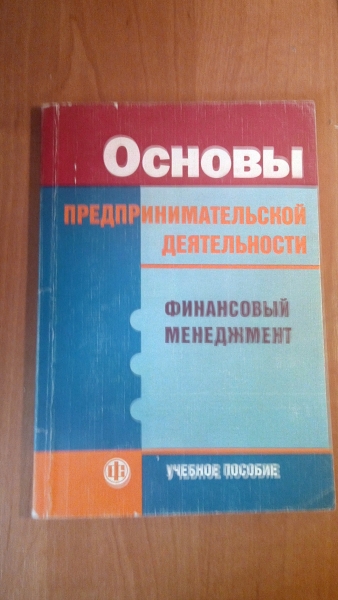 ОСНОВЫ
ПРЕДПРИНИМАТЕЛЬСКОЙ
ДЕЯТЕЛЬНОСТИ
ФИНАНСОВЫЙ
МЕНЕДЖМЕНТ
УЧЕБНОЕ ПОСОБИЕ